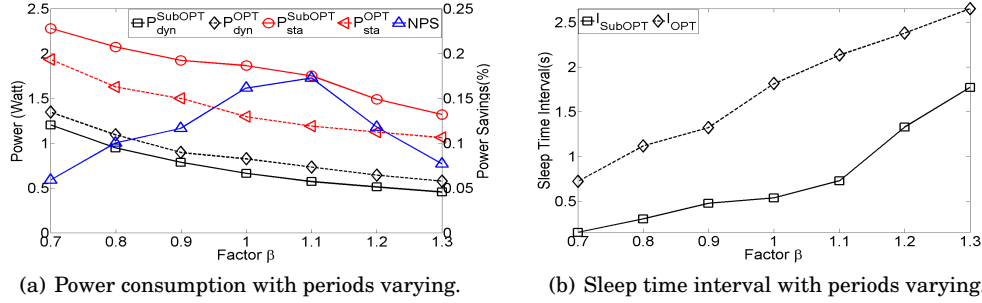 P_dyn^SubOPT P_dyn^OPT P_sta^SubOPT P_sta^OPT NPS
2.5
2
1.5
1
0.5
0
Power (Watt)
0.25
0.2
0.15
0.1
0.05
0
Power Savings(%)
0.7 0.8 0.9 1 1.1 1.2 1.3
Factor β
(a) Power consumption with periods varying.
I_SubOPT I_OPT
2.5
2
1.5
1
0.5
Sleep Time Interval(s)
0.7 0.8 0.9 1 1.1 1.2 1.3
Factor β
(b) Sleep time interval with periods varying.